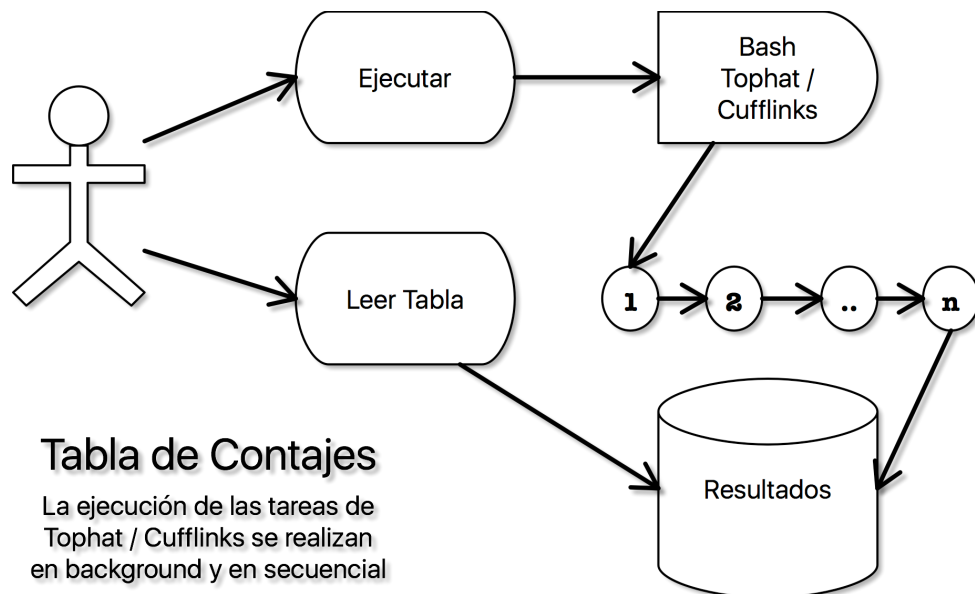 Ejecutar
Bash
Tophat /
Cufflinks
Leer Tabla
1
2
..
n
Resultados
Tabla de Contajes
La ejecución de las tareas de
Tophat / Cufflinks se realizan
en background y en secuencial